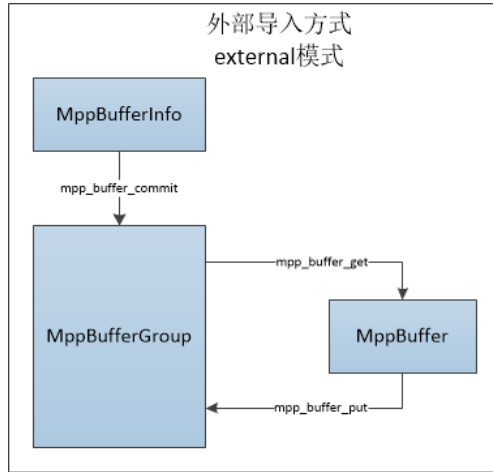 外部导入方式
external模式
MppBufferInfo
mpp_buffer_commit
mpp_buffer_get
MppBufferGroup
MppBuffer
mpp_buffer_put